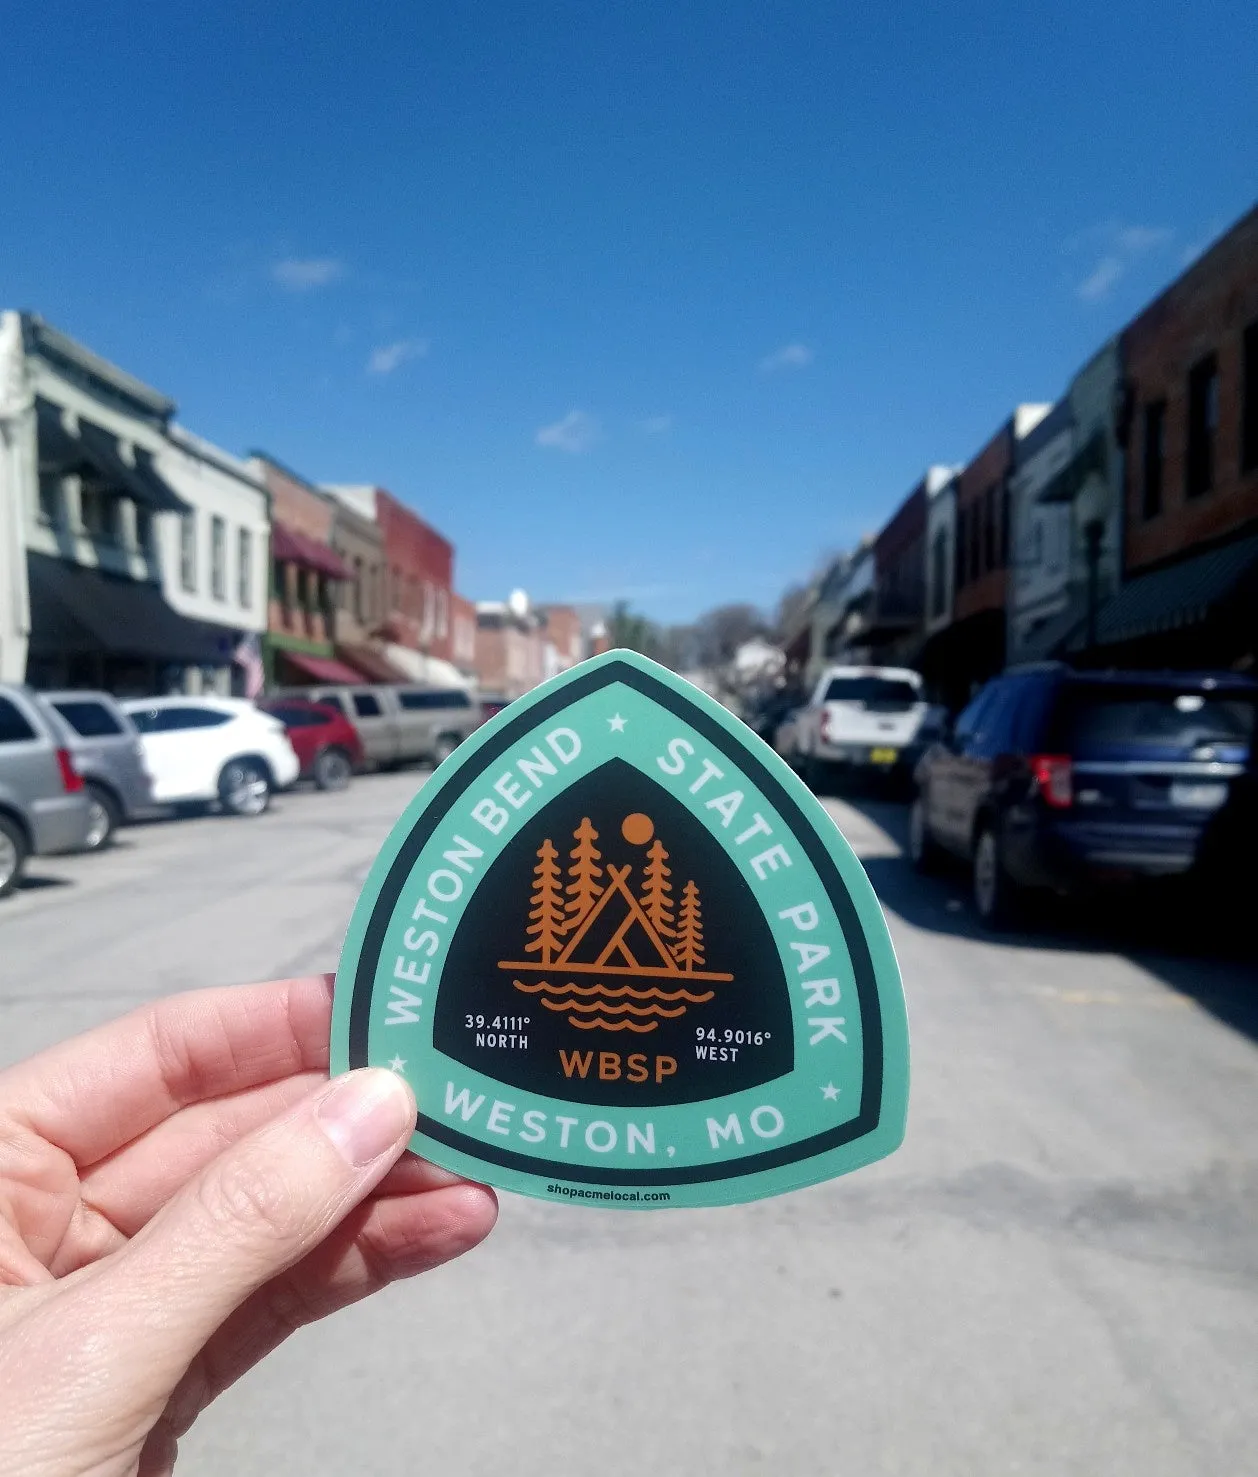 WESTON BEND ★ STATE PARK
39.4111°
NORTH
94.9016°
WEST
WBSP
★ WESTON, MO ★
shopacmelocal.com